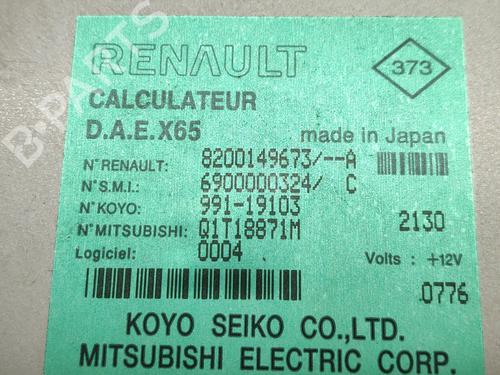 RENAULT
373
CALCULATEUR
D.A.E.X65
made in Japan
N°RENAULT: 8200149673/--A
N°S.M.I.: 6900000324/ C
N°KOYO: 991-19103
2130
N°MITSUBISHI: Q1T18871M
Logiciel: 0004
Volts : +12V
.0776
KOYO SEIKO CO.,LTD.
MITSUBISHI ELECTRIC CORP.
B-PARTS